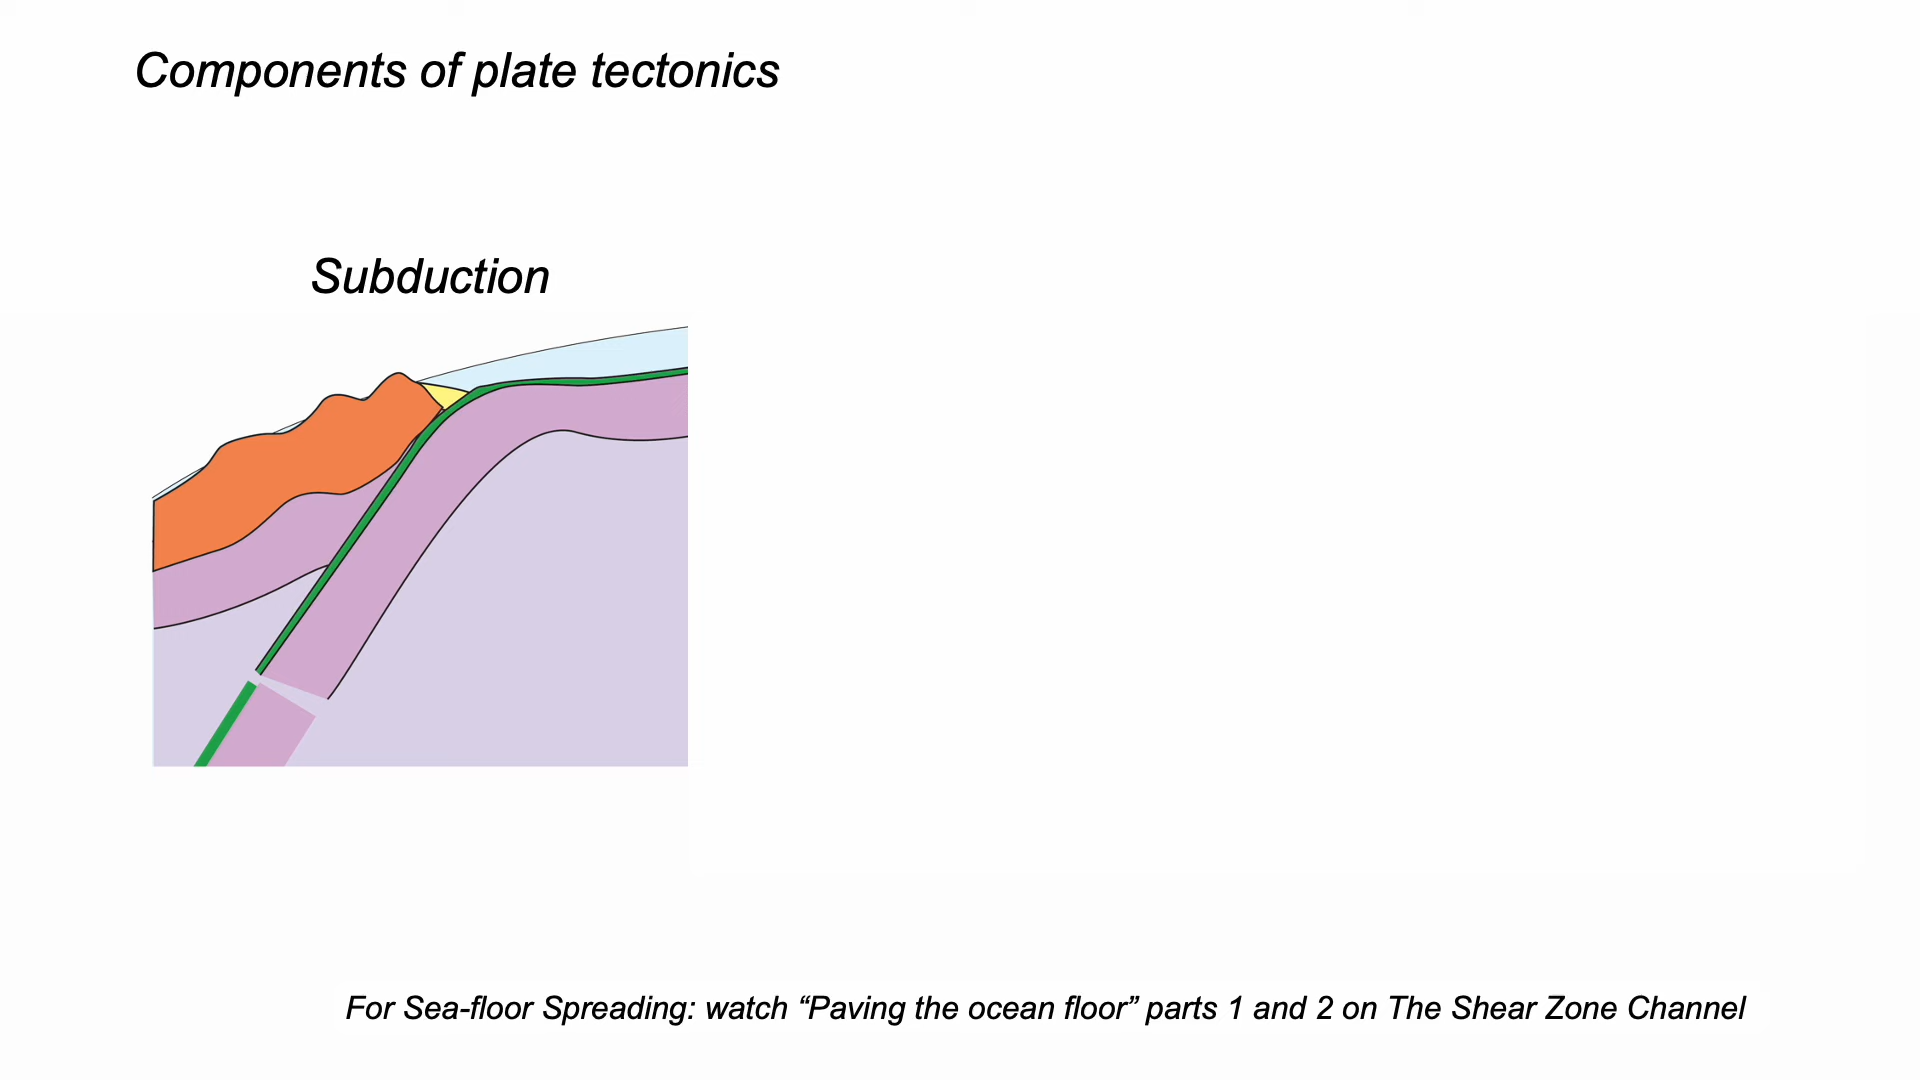 Components of plate tectonics
Subduction
For Sea-floor Spreading: watch “Paving the ocean floor” parts 1 and 2 on The Shear Zone Channel